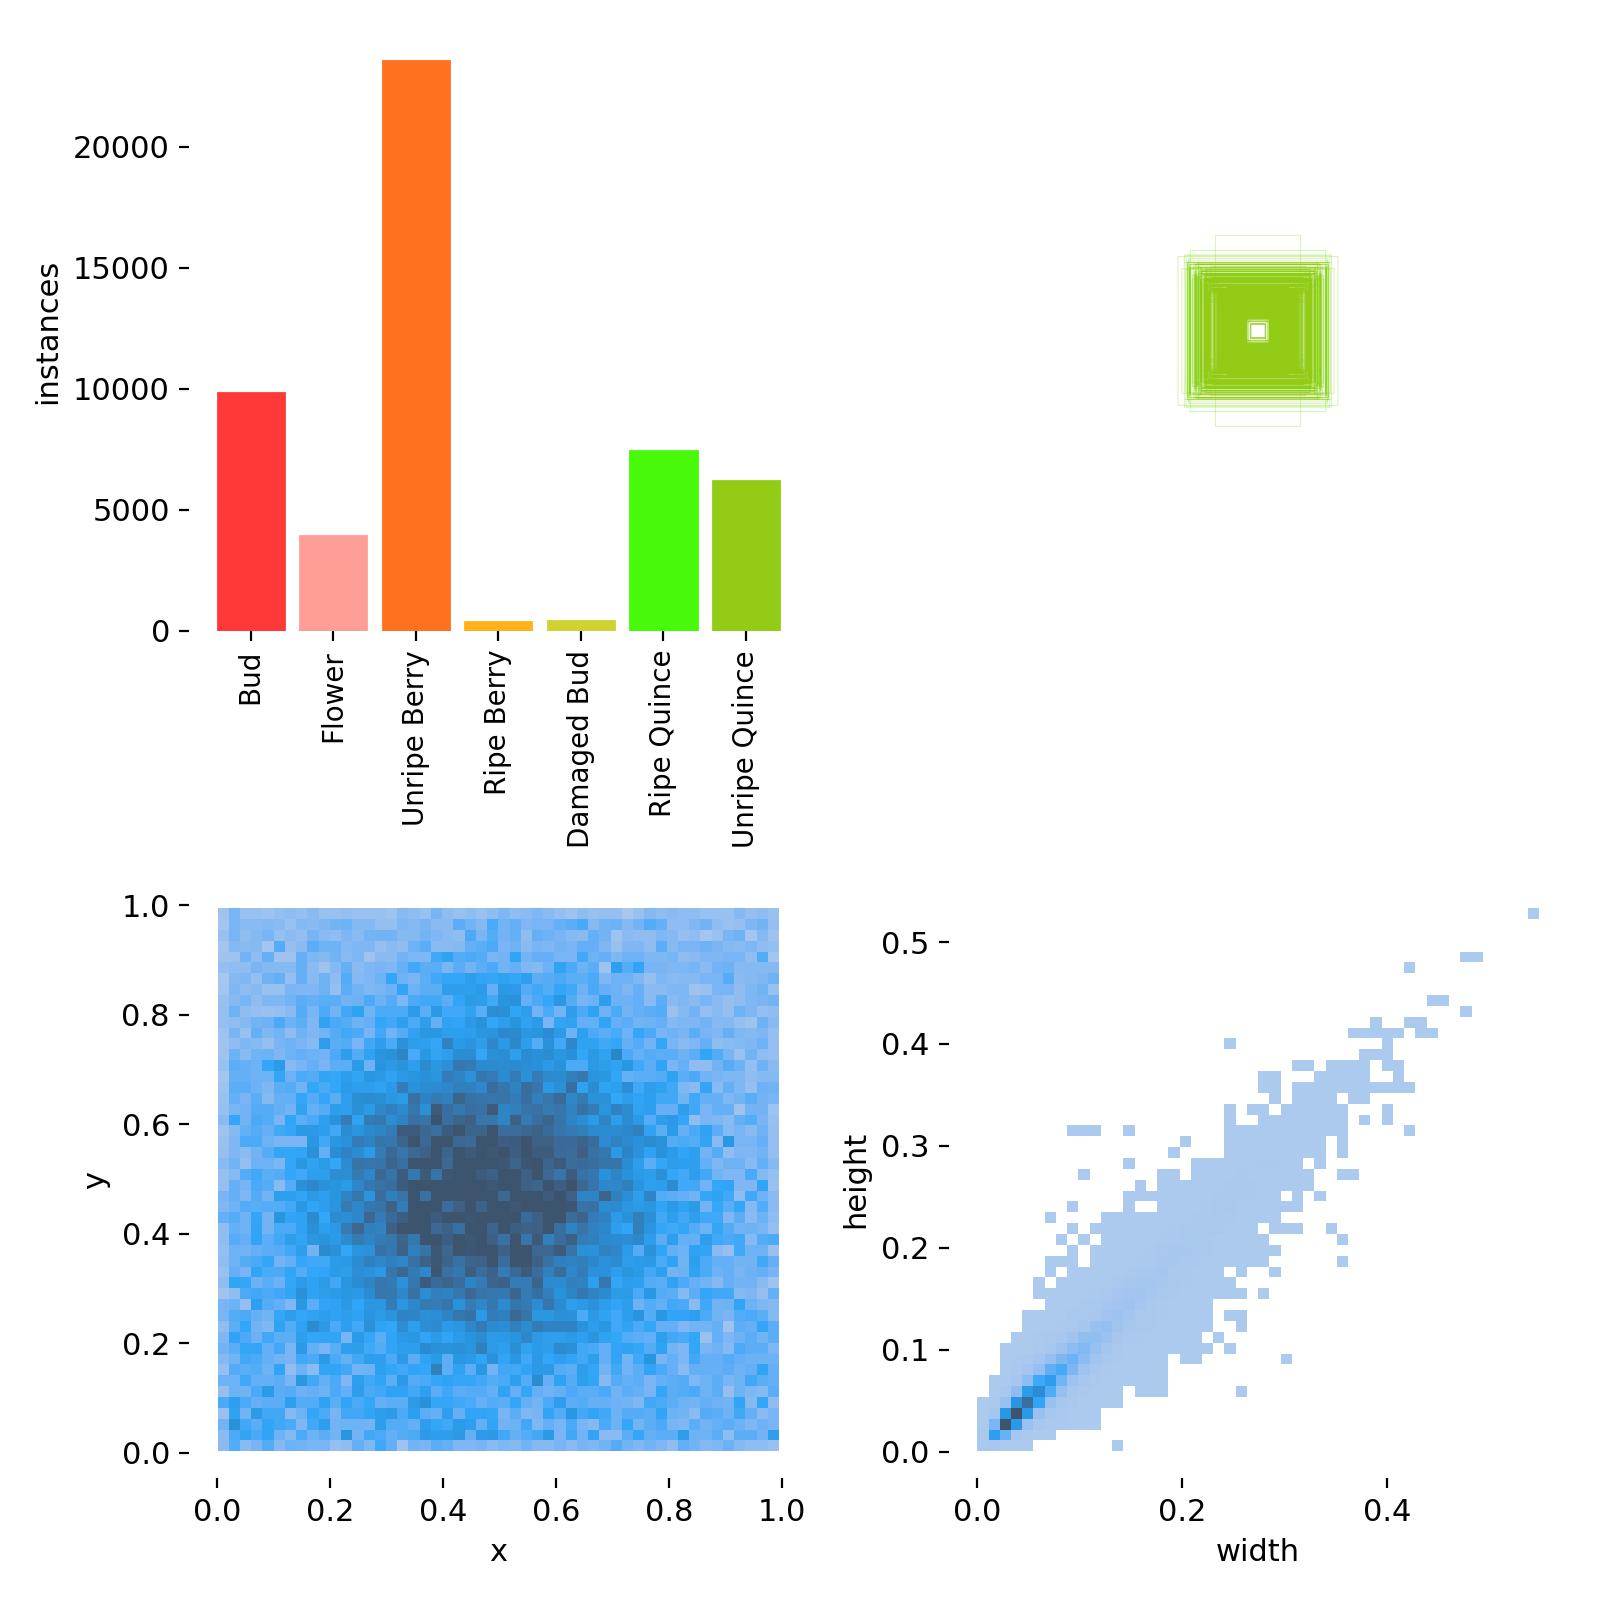 20000
15000
10000
5000
0
instances
Bud
Flower
Unripe Berry
Ripe Berry
Damaged Bud
Ripe Quince
Unripe Quince
1.0
0.8
0.6
0.4
0.2
0.0
y
0.0 0.2 0.4 0.6 0.8 1.0
x
0.5
0.4
0.3
0.2
0.1
0.0
height
0.0 0.2 0.4
width